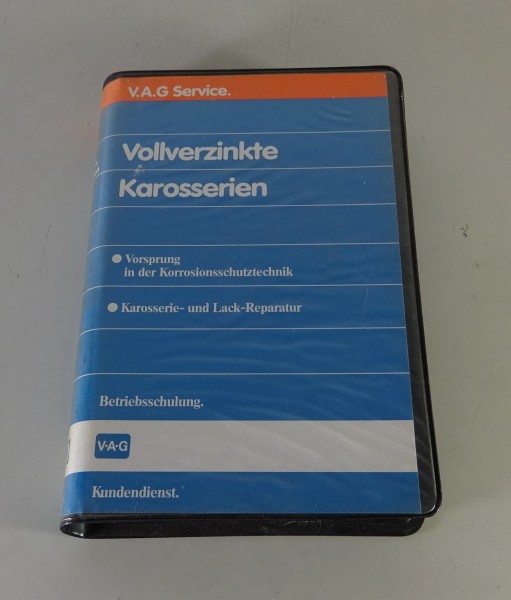 V.A.G Service.
Vollverzinkte
Karosserien
● Vorsprung
in der Korrosionsschutztechnik
● Karosserie- und Lack-Reparatur
Betriebsschulung.
V·A·G
Kundendienst.